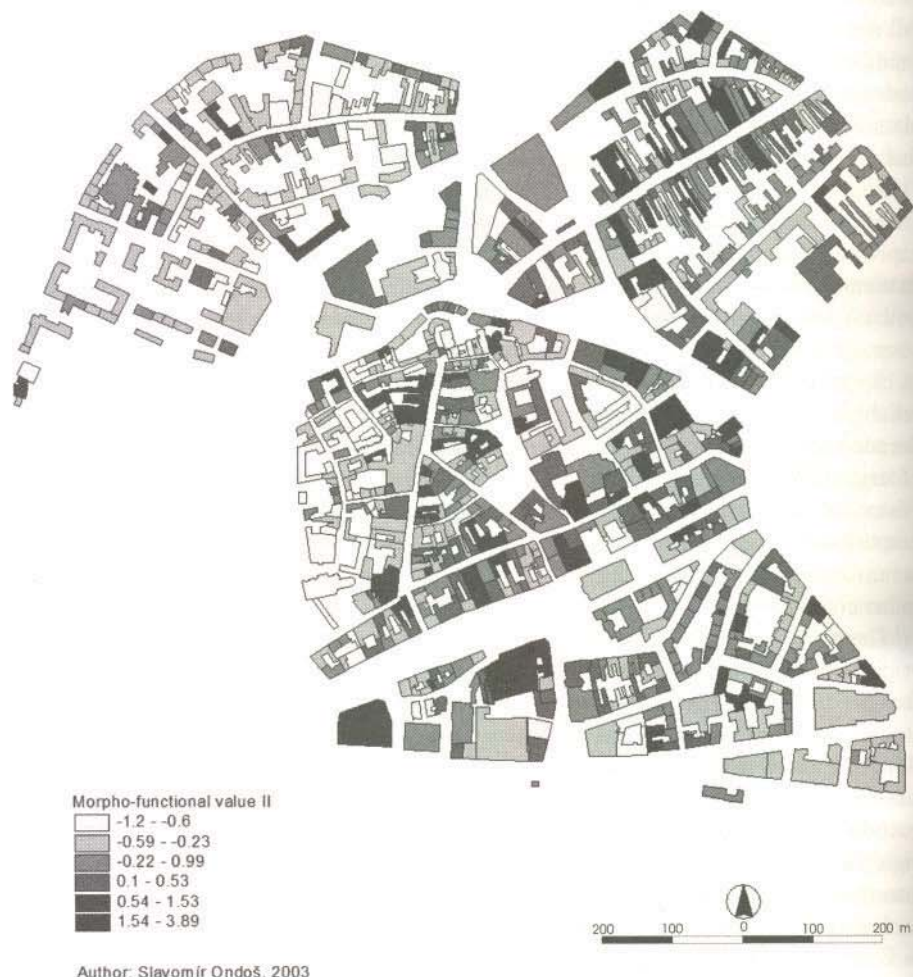 Morpho-functional value II
-1.2 - -0.6
-0.59 - -0.23
-0.22 - 0.99
0.1 - 0.53
0.54 - 1.53
1.54 - 3.89
200 100 0 100 200 m
Author: Slavomír Ondoš, 2003